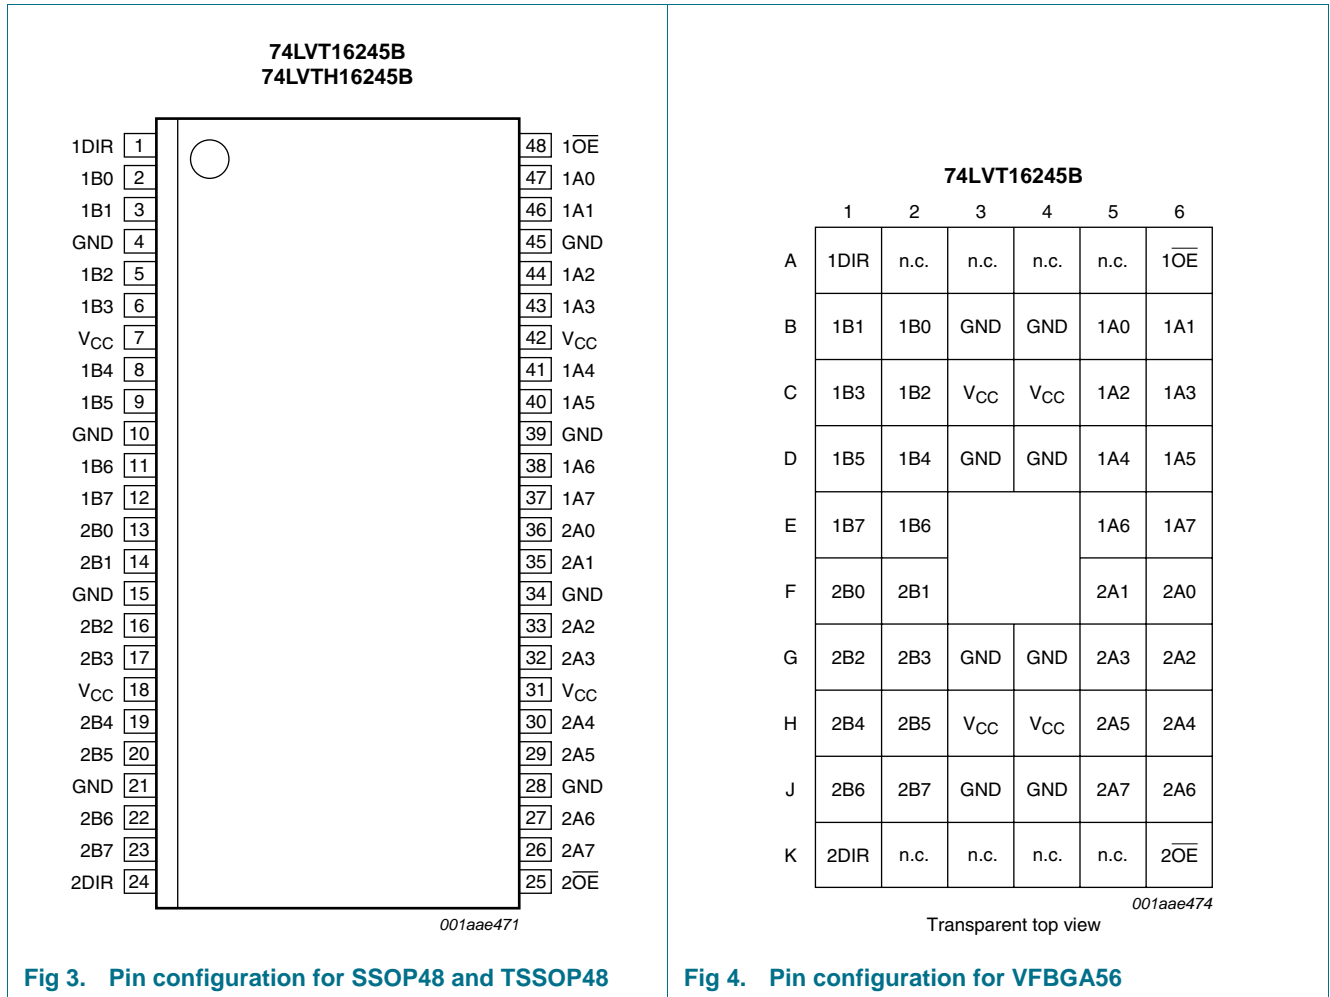 74LVT16245B
74LVTH16245B
1DIR 1 48 1O̅E̅
1B0 2 47 1A0
1B1 3 46 1A1
GND 4 45 GND
1B2 5 44 1A2
1B3 6 43 1A3
VCC 7 42 VCC
1B4 8 41 1A4
1B5 9 40 1A5
GND 10 39 GND
1B6 11 38 1A6
1B7 12 37 1A7
2B0 13 36 2A0
2B1 14 35 2A1
GND 15 34 GND
2B2 16 33 2A2
2B3 17 32 2A3
VCC 18 31 VCC
2B4 19 30 2A4
2B5 20 29 2A5
GND 21 28 GND
2B6 22 27 2A6
2B7 23 26 2A7
2DIR 24 25 2O̅E̅
001aae471
Fig 3. Pin configuration for SSOP48 and TSSOP48
74LVT16245B
1 2 3 4 5 6
A 1DIR n.c. n.c. n.c. n.c. 1O̅E̅
B 1B1 1B0 GND GND 1A0 1A1
C 1B3 1B2 VCC VCC 1A2 1A3
D 1B5 1B4 GND GND 1A4 1A5
E 1B7 1B6 1A6 1A7
F 2B0 2B1 2A1 2A0
G 2B2 2B3 GND GND 2A3 2A2
H 2B4 2B5 VCC VCC 2A5 2A4
J 2B6 2B7 GND GND 2A7 2A6
K 2DIR n.c. n.c. n.c. n.c. 2O̅E̅
001aae474
Transparent top view
Fig 4. Pin configuration for VFBGA56